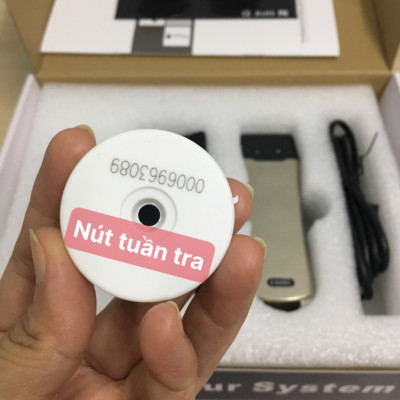 0006963089
Nút tuần tra
ur System